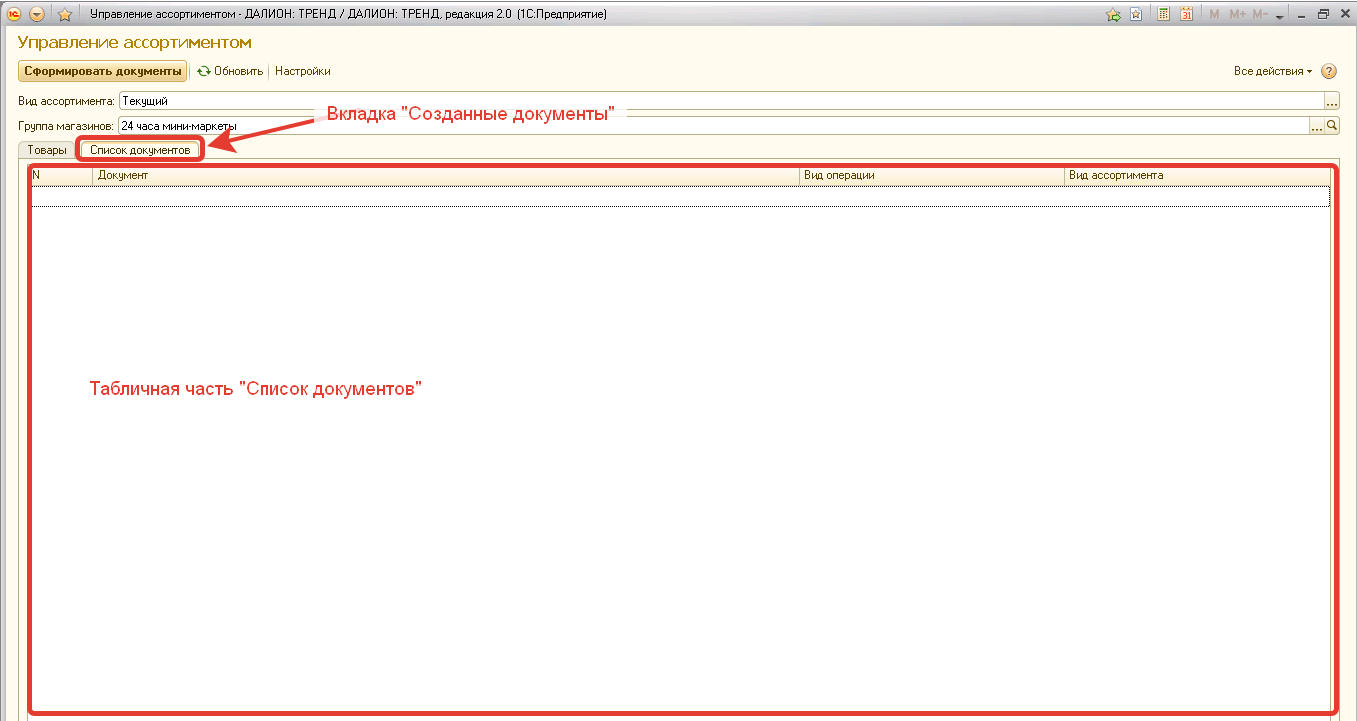 Управление ассортиментом - ДАЛИОН: ТРЕНД / ДАЛИОН: ТРЕНД, редакция 2.0 (1С:Предприятие)
31 M M+ M-
Управление ассортиментом
Сформировать документы Обновить Настройки Все действия ?
Вид ассортимента: Текущий ...
Вкладка "Созданные документы"
Группа магазинов: 24 часа мини-маркеты ...
Товары Список документов
N Документ Вид операции Вид ассортимента
Табличная часть "Список документов"